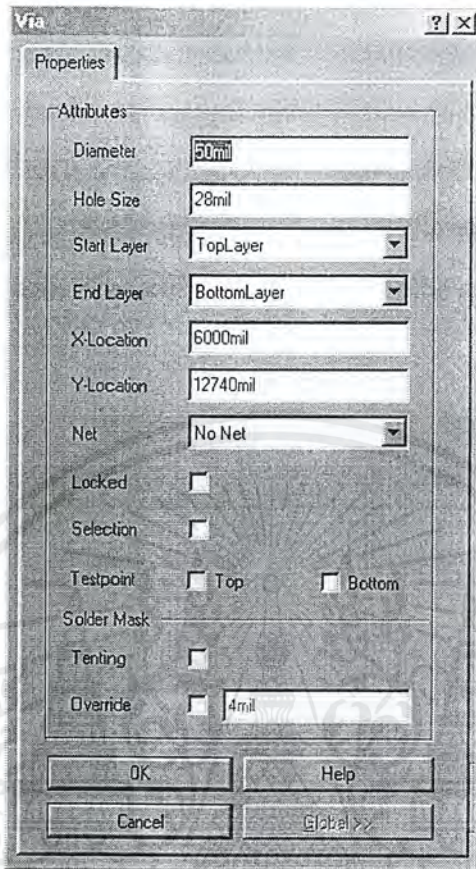 Via ? ×
Properties
Attributes
Diameter 50mil
Hole Size 28mil
Start Layer TopLayer
End Layer BottomLayer
X-Location 6000mil
Y-Location 12740mil
Net No Net
Locked
Selection
Testpoint Top Bottom
Solder Mask
Tenting
Override 4mil
OK Help
Cancel Global >>